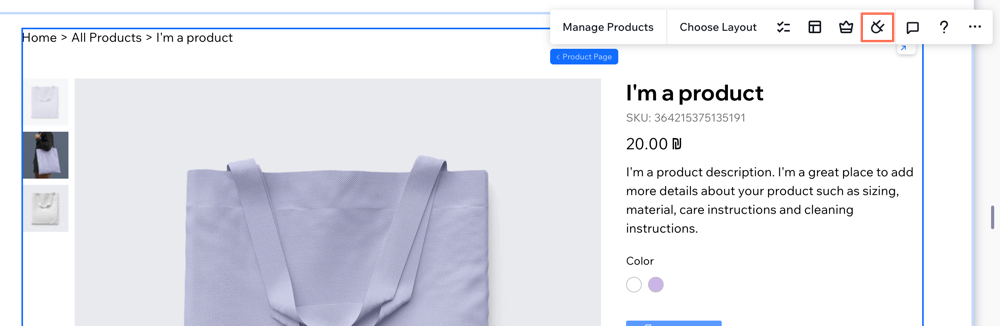 Manage Products
Choose Layout
?
Home > All Products > I'm a product
< Product Page
I'm a product
SKU: 364215375135191
20.00 ₪
I'm a product description. I'm a great place to add
more details about your product such as sizing,
material, care instructions and cleaning
instructions.
Color